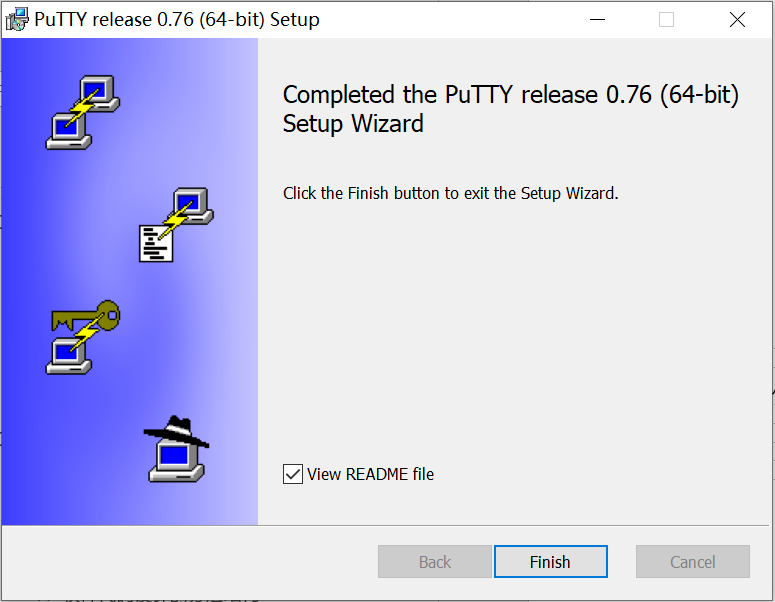 PuTTY release 0.76 (64-bit) Setup
Completed the PuTTY release 0.76 (64-bit)
Setup Wizard
Click the Finish button to exit the Setup Wizard.
View README file
Back
Finish
Cancel